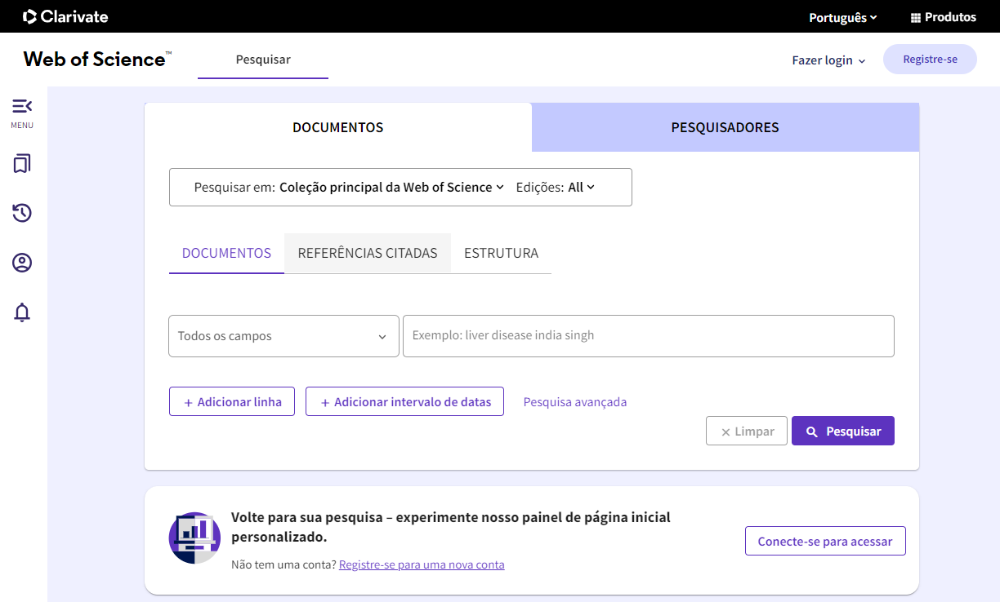 Clarivate
Português
Produtos
Web of Science™
Pesquisar
Fazer login
Registre-se
MENU
DOCUMENTOS
PESQUISADORES
Pesquisar em: Coleção principal da Web of Science
Edições: All
DOCUMENTOS
REFERÊNCIAS CITADAS
ESTRUTURA
Todos os campos
Exemplo: liver disease india singh
+ Adicionar linha
+ Adicionar intervalo de datas
Pesquisa avançada
× Limpar
Pesquisar
Volte para sua pesquisa – experimente nosso painel de página inicial
personalizado.
Não tem uma conta? Registre-se para uma nova conta
Conecte-se para acessar